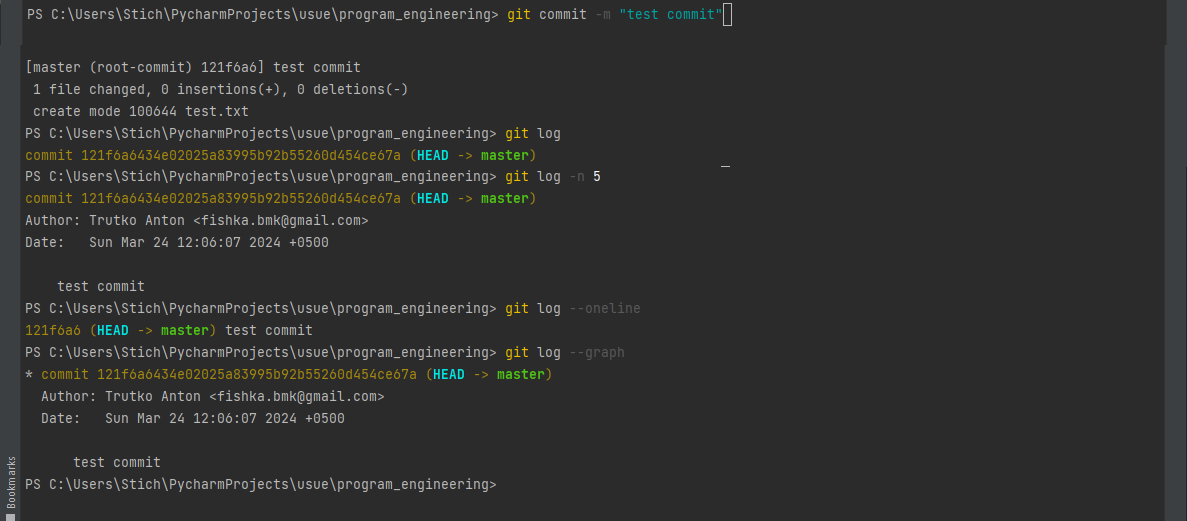 PS C:\Users\Stich\PycharmProjects\usue\program_engineering> git commit -m "test commit"
[master (root-commit) 121f6a6] test commit
 1 file changed, 0 insertions(+), 0 deletions(-)
 create mode 100644 test.txt
PS C:\Users\Stich\PycharmProjects\usue\program_engineering> git log
commit 121f6a6434e02025a83995b92b55260d454ce67a (HEAD -> master)
PS C:\Users\Stich\PycharmProjects\usue\program_engineering> git log -n 5
commit 121f6a6434e02025a83995b92b55260d454ce67a (HEAD -> master)
Author: Trutko Anton <fishka.bmk@gmail.com>
Date:   Sun Mar 24 12:06:07 2024 +0500
    test commit
PS C:\Users\Stich\PycharmProjects\usue\program_engineering> git log --oneline
121f6a6 (HEAD -> master) test commit
PS C:\Users\Stich\PycharmProjects\usue\program_engineering> git log --graph
* commit 121f6a6434e02025a83995b92b55260d454ce67a (HEAD -> master)
  Author: Trutko Anton <fishka.bmk@gmail.com>
  Date:   Sun Mar 24 12:06:07 2024 +0500
      test commit
PS C:\Users\Stich\PycharmProjects\usue\program_engineering>
Bookmarks